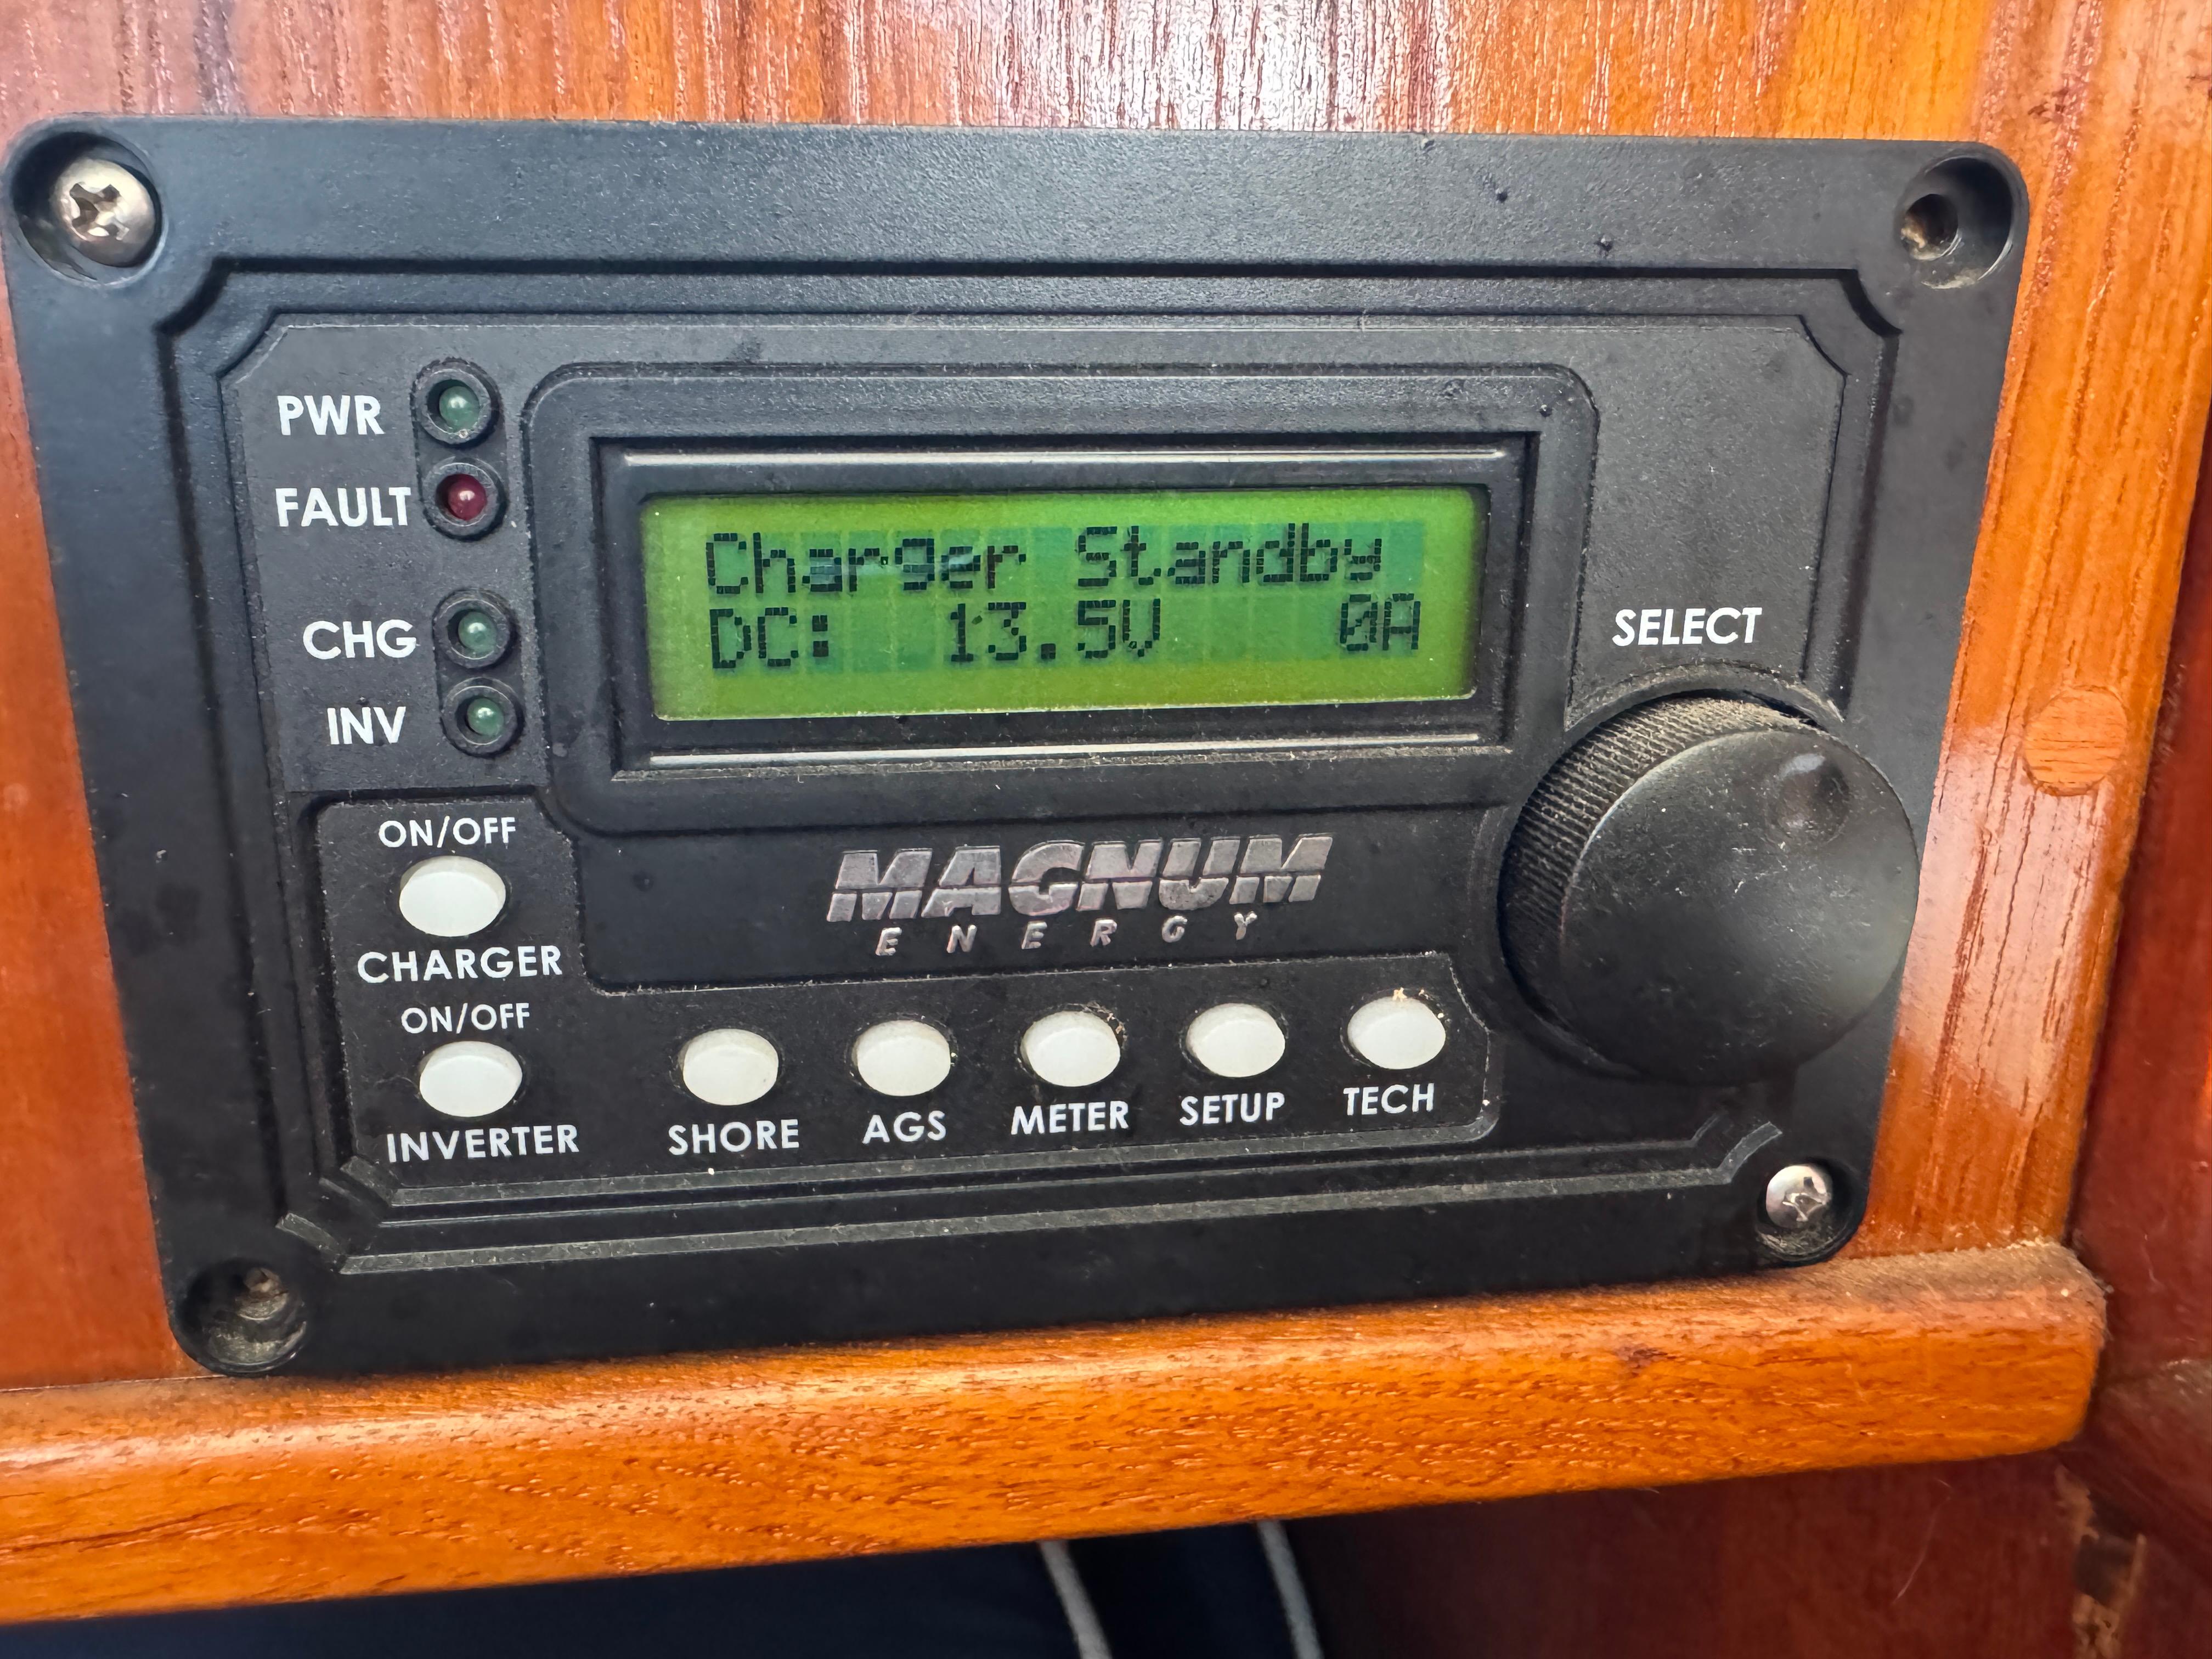 PWR
FAULT
CHG
INV
Charger Standby
DC: 13.5V 0A
SELECT
ON/OFF
CHARGER
ON/OFF
INVERTER
MAGNUM
ENERGY
SHORE
AGS
METER
SETUP
TECH